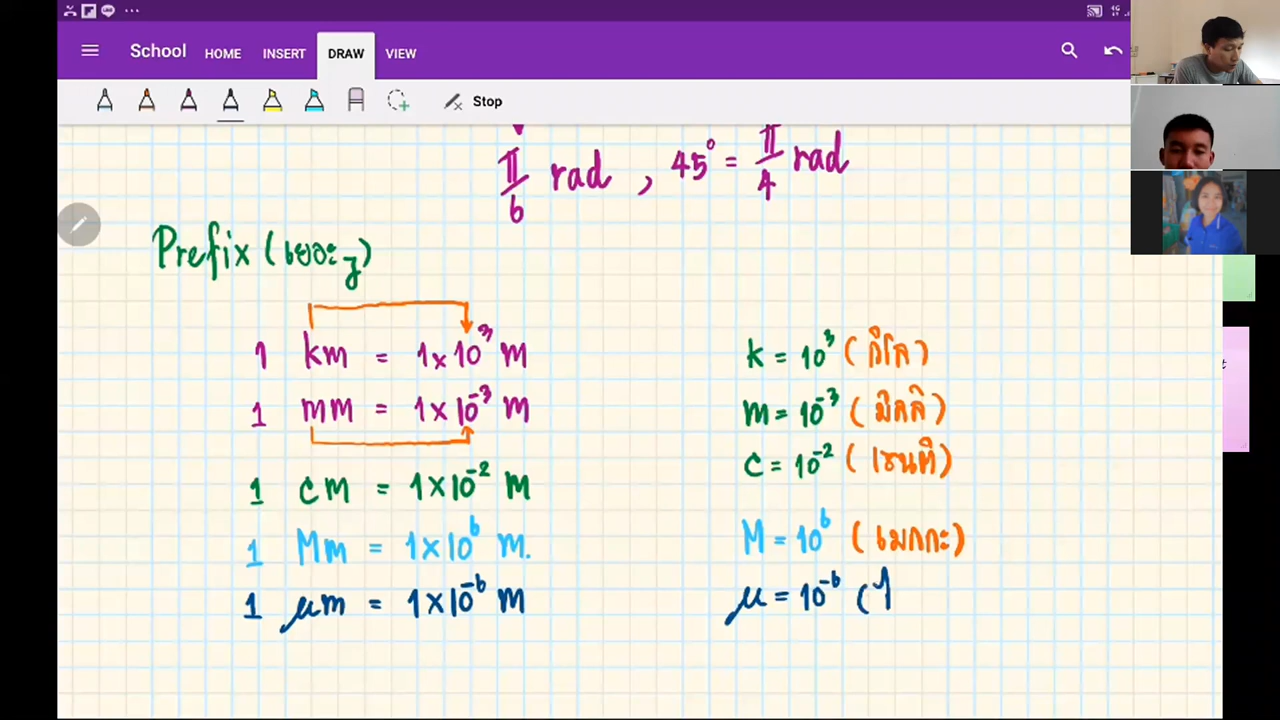 School HOME INSERT DRAW VIEW
4G
Stop
π/6 rad , 45° = π/4 rad
Prefix (เยอะๆ)
1 km = 1×10³ m
k = 10³ (กิโล)
1 mm = 1×10⁻³ m
m = 10⁻³ (มิลลิ)
c = 10⁻² (เซนติ)
1 cm = 1×10⁻² m
1 Mm = 1×10⁶ m.
M = 10⁶ (เมกกะ)
1 μm = 1×10⁻⁶ m
μ = 10⁻⁶ (ไ